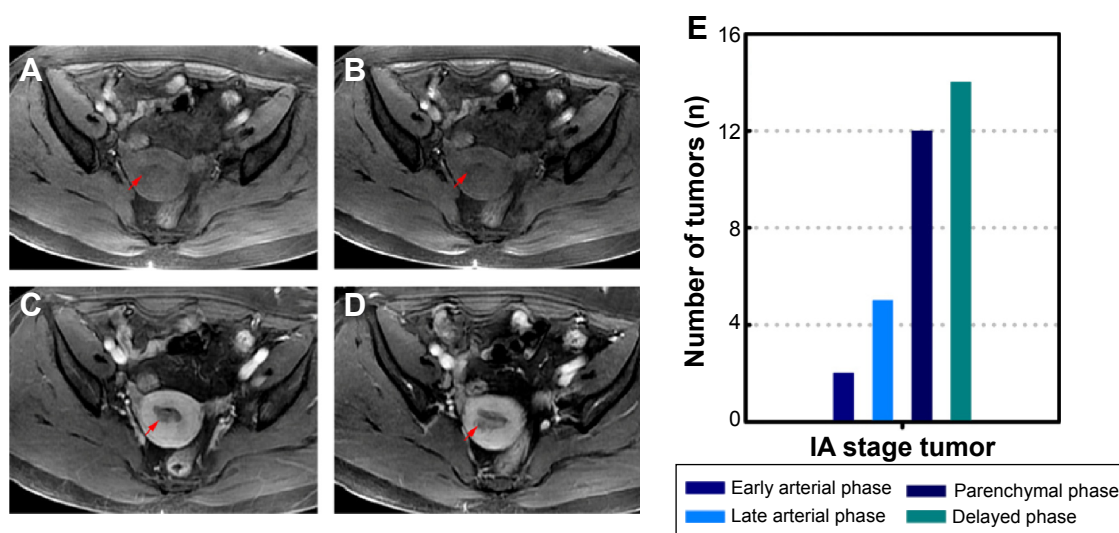 A
B
C
D
E
Number of tumors (n)
16
12
8
4
0
IA stage tumor
Early arterial phase
Parenchymal phase
Late arterial phase
Delayed phase